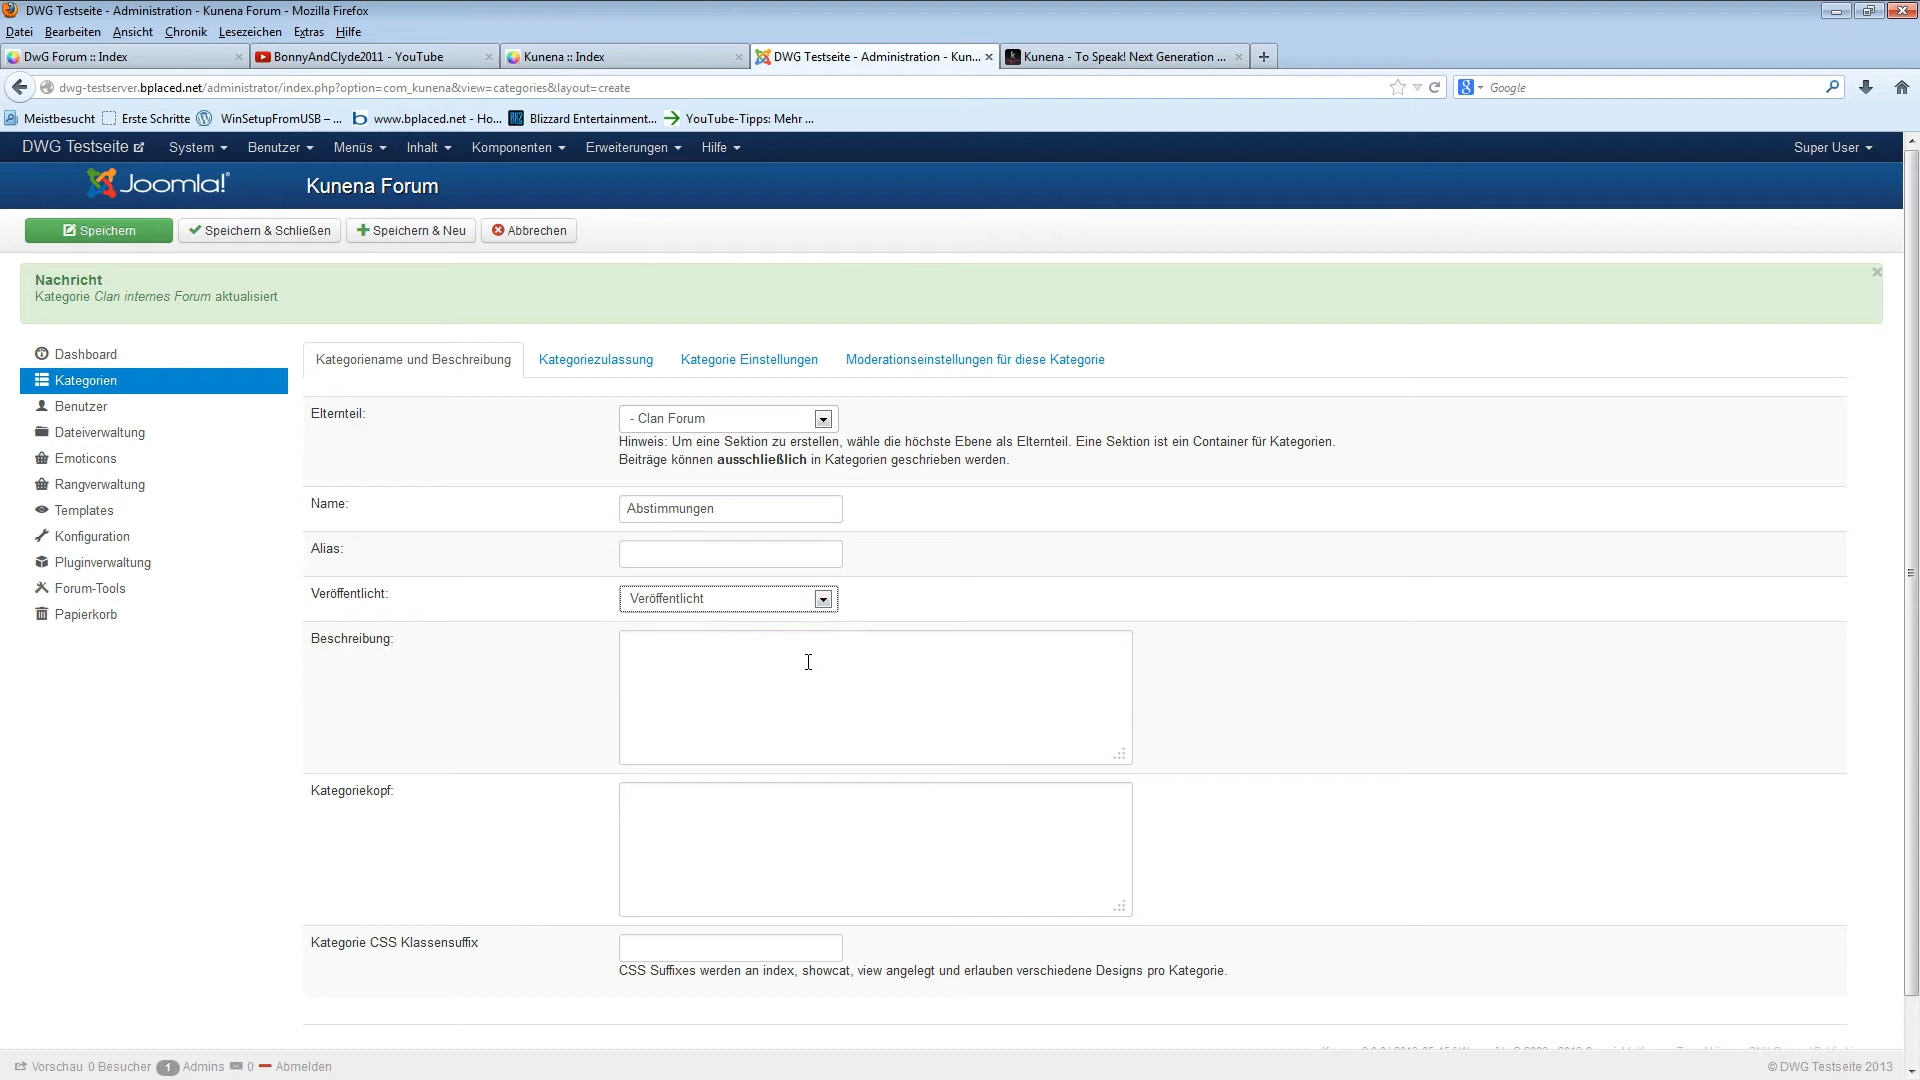 DWG Testseite - Administration - Kunena Forum - Mozilla Firefox
Datei Bearbeiten Ansicht Chronik Lesezeichen Extras Hilfe
DwG Forum :: Index BonnyAndClyde2011 - YouTube Kunena :: Index DWG Testseite - Administration - Kun... Kunena - To Speak! Next Generation ...
dwg-testserver.bplaced.net/administrator/index.php?option=com_kunena&view=categories&layout=create Google
Meistbesucht Erste Schritte WinSetupFromUSB – ... www.bplaced.net - Ho... Blizzard Entertainment... YouTube-Tipps: Mehr ...
DWG Testseite System Benutzer Menüs Inhalt Komponenten Erweiterungen Hilfe Super User
Joomla! Kunena Forum
Speichern Speichern & Schließen Speichern & Neu Abbrechen
Nachricht
Kategorie Clan internes Forum aktualisiert
Dashboard
Kategorien
Benutzer
Dateiverwaltung
Emoticons
Rangverwaltung
Templates
Konfiguration
Pluginverwaltung
Forum-Tools
Papierkorb
Kategoriename und Beschreibung Kategoriezulassung Kategorie Einstellungen Moderationseinstellungen für diese Kategorie
Elternteil: - Clan Forum
Hinweis: Um eine Sektion zu erstellen, wähle die höchste Ebene als Elternteil. Eine Sektion ist ein Container für Kategorien.
Beiträge können ausschließlich in Kategorien geschrieben werden.
Name: Abstimmungen
Alias:
Veröffentlicht: Veröffentlicht
Beschreibung:
Kategoriekopf:
Kategorie CSS Klassensuffix
CSS Suffixes werden an index, showcat, view angelegt und erlauben verschiedene Designs pro Kategorie.
Vorschau 0 Besucher 1 Admins 0 Abmelden © DWG Testseite 2013